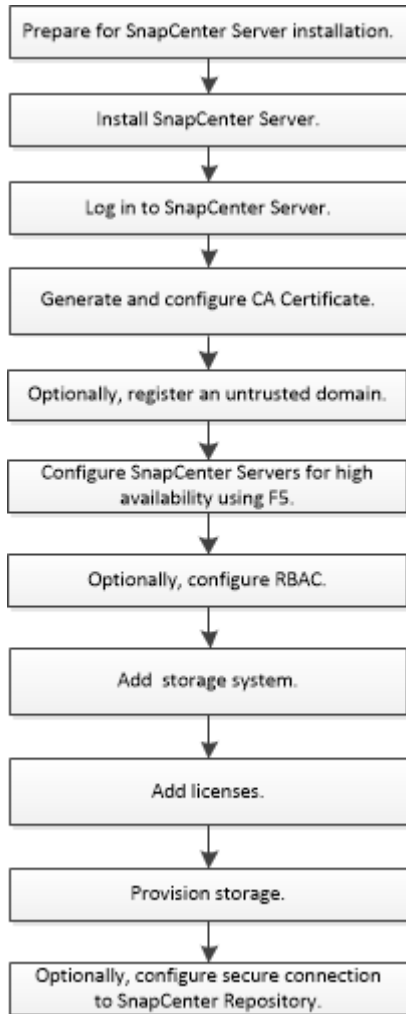 Prepare for SnapCenter Server installation.
Install SnapCenter Server.
Log in to SnapCenter Server.
Generate and configure CA Certificate.
Optionally, register an untrusted domain.
Configure SnapCenter Servers for high
availability using F5.
Optionally, configure RBAC.
Add storage system.
Add licenses.
Provision storage.
Optionally, configure secure connection
to SnapCenter Repository.